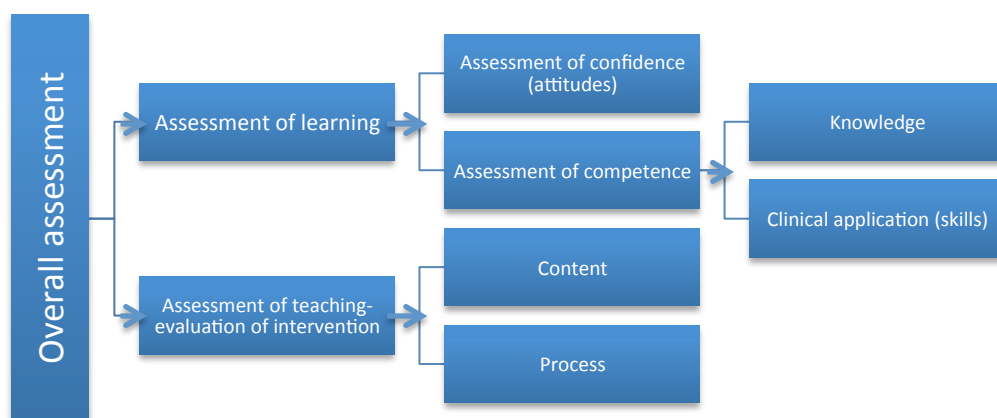 Overall assessment
Assessment of learning
Assessment of confidence
(attitudes)
Assessment of competence
Knowledge
Clinical application (skills)
Assessment of teaching-
evaluation of intervention
Content
Process